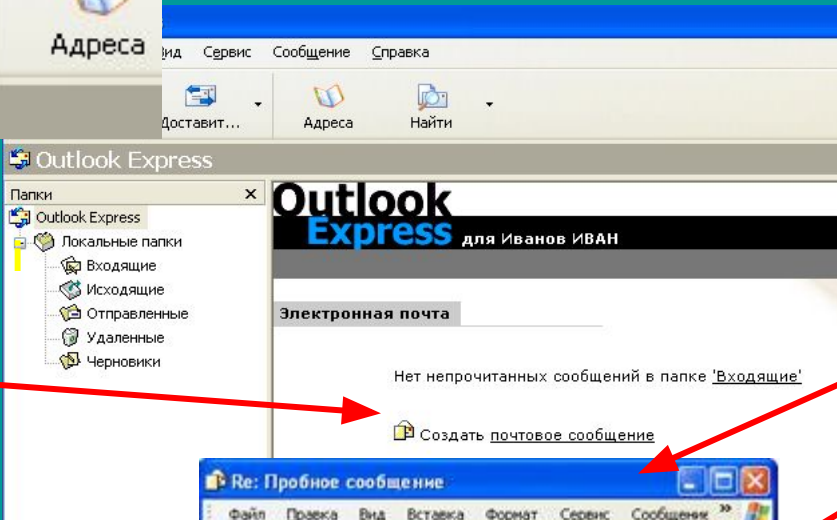 Адреса
ид Сервис Сообщение Справка
Доставит... Адреса Найти
Outlook Express
Папки
Outlook Express
Локальные папки
Входящие
Исходящие
Отправленные
Удаленные
Черновики
Outlook
Express для Иванов ИВАН
Электронная почта
Нет непрочитанных сообщений в папке 'Входящие'
Создать почтовое сообщение
Re: Пробное сообщение
Файл Правка Вид Вставка Формат Сервис Сообщение »